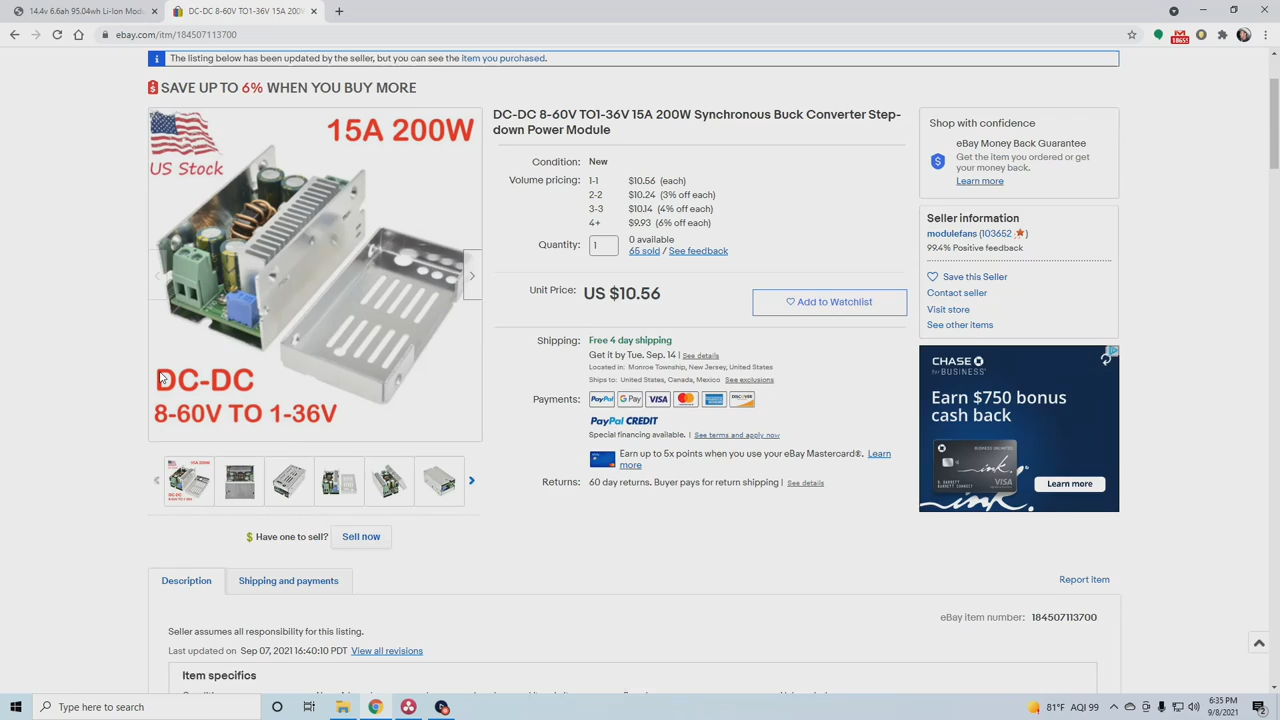 14.4v 6.6ah 95.04wh Li-Ion Modu
DC-DC 8-60V TO1-36V 15A 200W
ebay.com/itm/184507113700
The listing below has been updated by the seller, but you can see the item you purchased.
SAVE UP TO 6% WHEN YOU BUY MORE
US Stock
15A 200W
DC-DC
8-60V TO 1-36V
Have one to sell? Sell now
DC-DC 8-60V TO1-36V 15A 200W Synchronous Buck Converter Step-
down Power Module
Condition: New
Volume pricing: 1-1 $10.56 (each)
2-2 $10.24 (3% off each)
3-3 $10.14 (4% off each)
4+ $9.93 (6% off each)
Quantity: 1 0 available
65 sold / See feedback
Unit Price: US $10.56
Add to Watchlist
Shipping: Free 4 day shipping
Get it by Tue. Sep. 14 | See details
Located in: Monroe Township, New Jersey, United States
Ships to: United States, Canada, Mexico See exclusions
Payments: PayPal G Pay VISA DISCOVER
PayPal CREDIT
Special financing available. | See terms and apply now
Earn up to 5x points when you use your eBay Mastercard®. Learn
more
Returns: 60 day returns. Buyer pays for return shipping | See details
Shop with confidence
eBay Money Back Guarantee
Get the item you ordered or get
your money back.
Learn more
Seller information
modulefans (103652)
99.4% Positive feedback
Save this Seller
Contact seller
Visit store
See other items
CHASE
for BUSINESS
Earn $750 bonus
cash back
ink
VISA
Learn more
Description
Shipping and payments
Report item
eBay item number: 184507113700
Seller assumes all responsibility for this listing.
Last updated on Sep 07, 2021 16:40:10 PDT View all revisions
Item specifics
Type here to search
81°F AQI 99
6:35 PM
9/8/2021
2